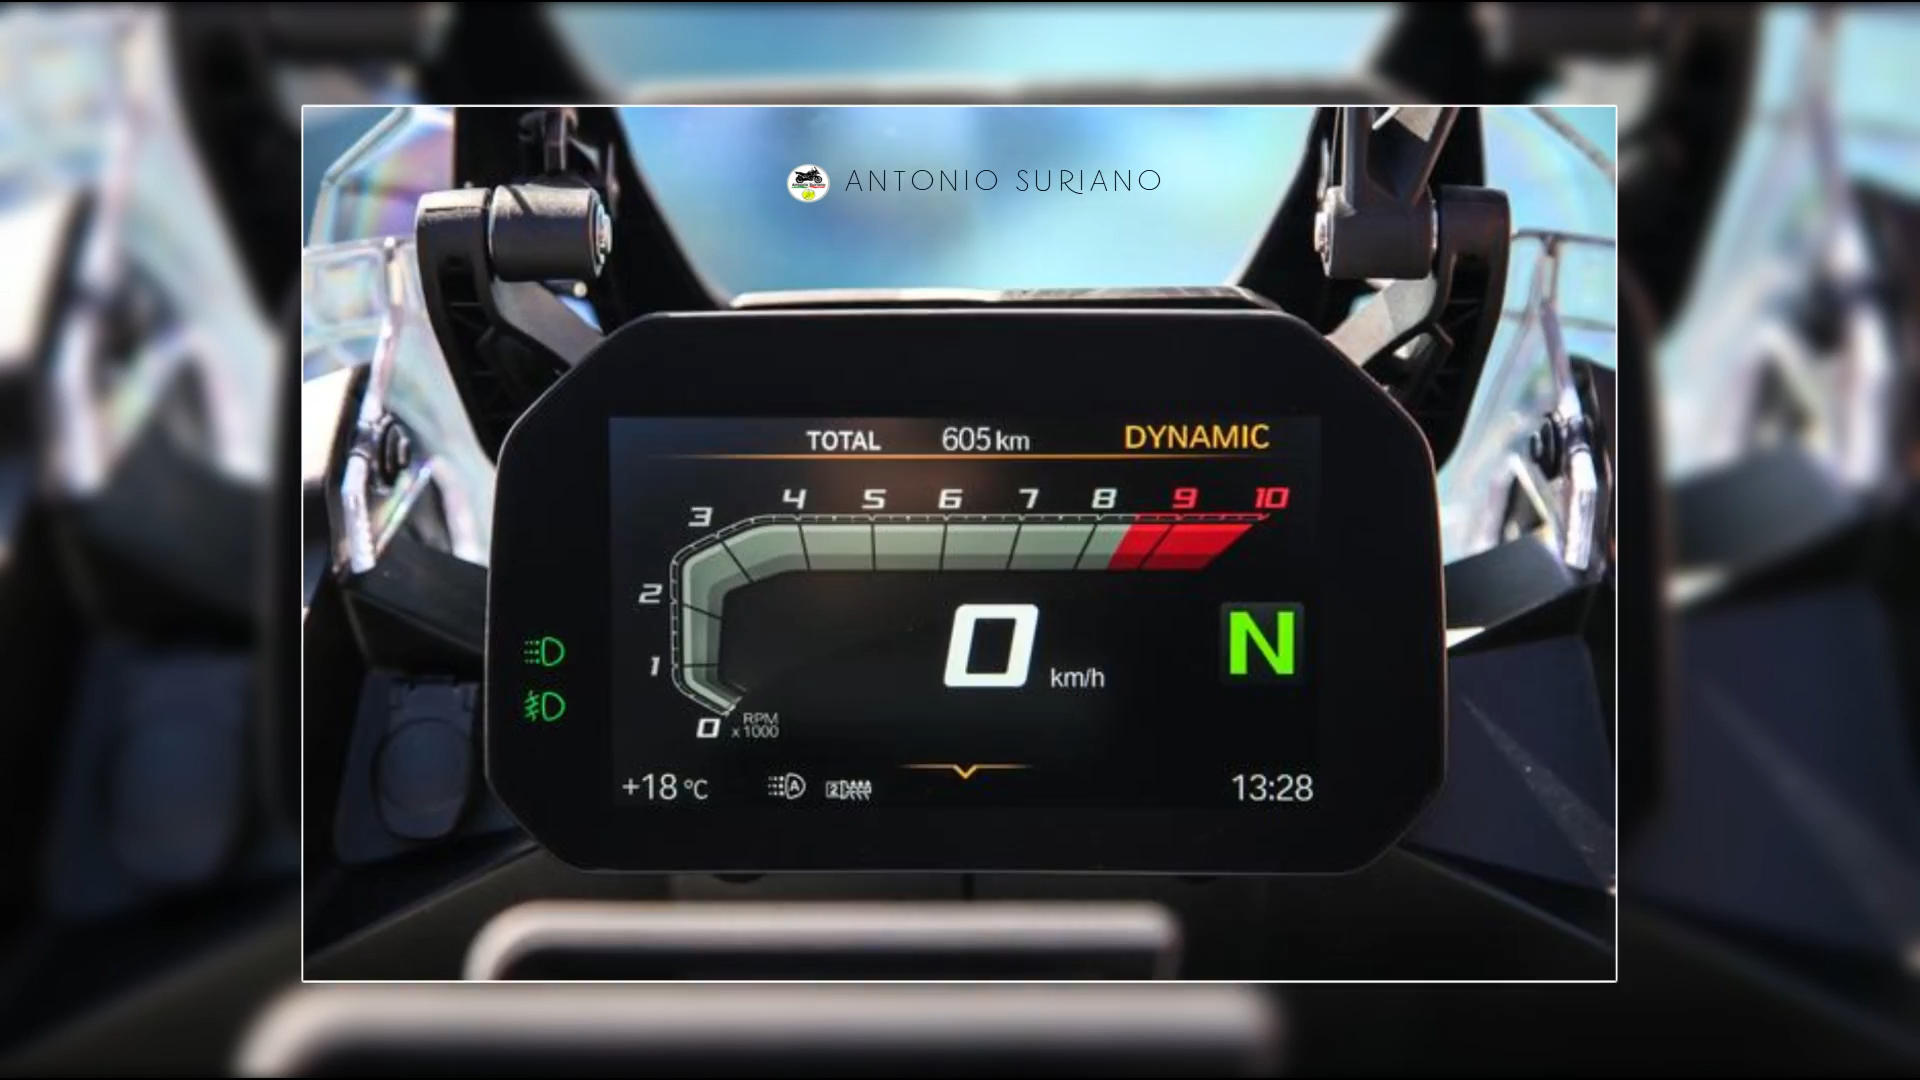 ANTONIO SURIANO
TOTAL 605 km DYNAMIC
3 4 5 6 7 8 9 10
2
1
0 km/h N
0 RPM x 1000
+18 °C A 2 13:28